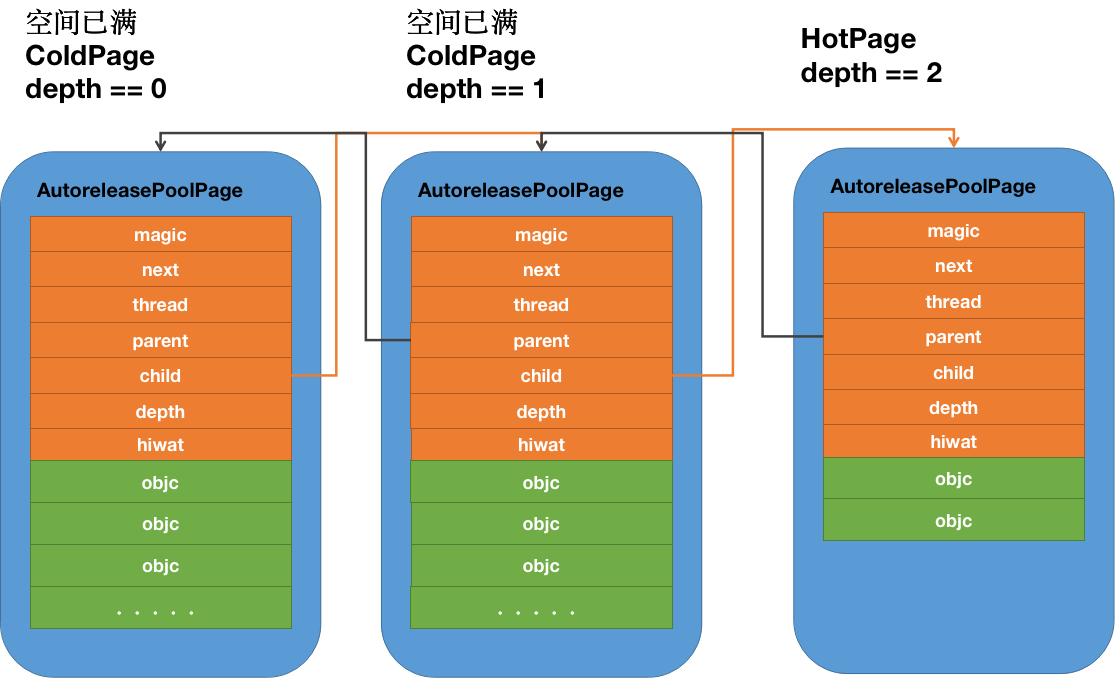 空间已满
ColdPage
depth == 0
空间已满
ColdPage
depth == 1
HotPage
depth == 2
AutoreleasePoolPage
magic
next
thread
parent
child
depth
hiwat
objc
objc
objc
. . . . .
AutoreleasePoolPage
magic
next
thread
parent
child
depth
hiwat
objc
objc
objc
. . . . .
AutoreleasePoolPage
magic
next
thread
parent
child
depth
hiwat
objc
objc